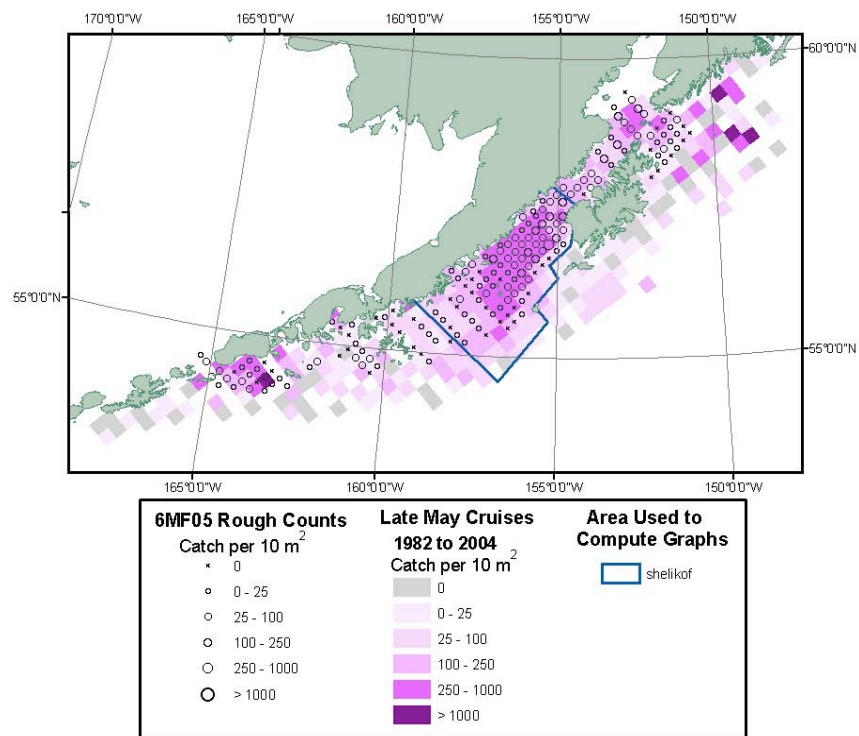 170°0'0"W 165°0'0"W 160°0'0"W 155°0'0"W 150°0'0"W
60°0'0"N
55°0'0"N
55°0'0"N
165°0'0"W 160°0'0"W 155°0'0"W 150°0'0"W
6MF05 Rough Counts
Catch per 10 m²
0
0 - 25
25 - 100
100 - 250
250 - 1000
> 1000
Late May Cruises
1982 to 2004
Catch per 10 m²
0
0 - 25
25 - 100
100 - 250
250 - 1000
> 1000
Area Used to
Compute Graphs
shelikof